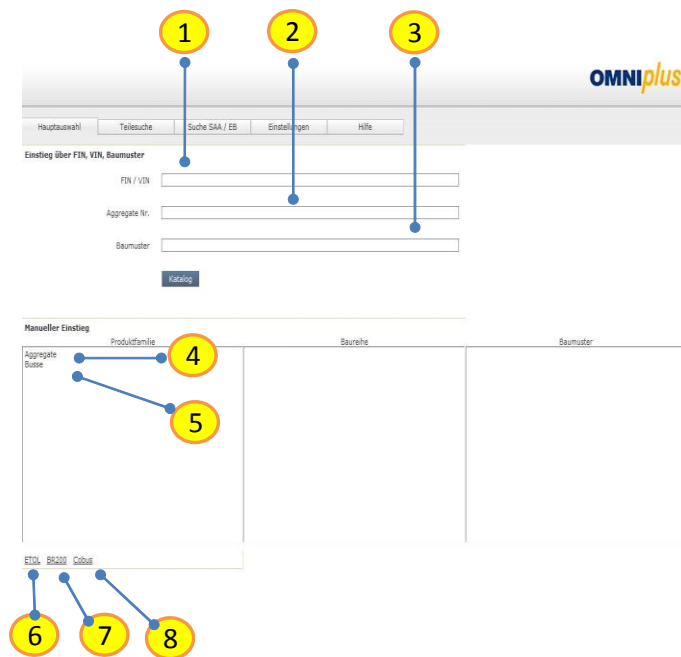 1 2 3
OMNIplus
Hauptauswahl Teilesuche Suche SAA / EB Einstellungen Hilfe
Einstieg über FIN, VIN, Baumuster
FIN / VIN
Aggregate Nr.
Baumuster
Katalog
Manueller Einstieg
Produktfamilie Baureihe Baumuster
Aggregate
Busse
4
5
ETOL BR200 Cobus
6 7 8